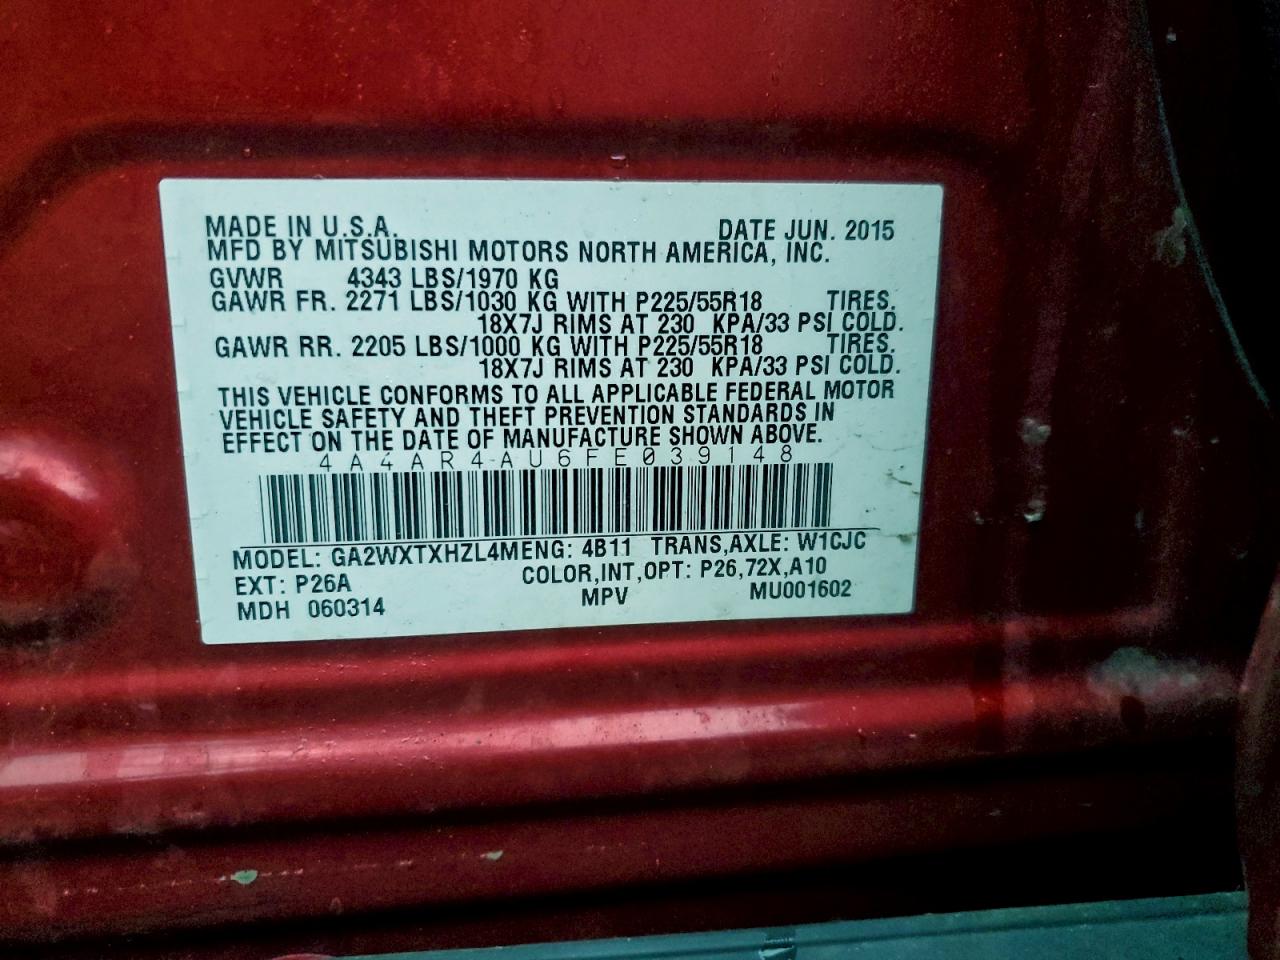 MADE IN U.S.A. DATE JUN. 2015
MFD BY MITSUBISHI MOTORS NORTH AMERICA, INC.
GVWR 4343 LBS/1970 KG
GAWR FR. 2271 LBS/1030 KG WITH P225/55R18 TIRES.
18X7J RIMS AT 230 KPA/33 PSI COLD.
GAWR RR. 2205 LBS/1000 KG WITH P225/55R18 TIRES.
18X7J RIMS AT 230 KPA/33 PSI COLD.
THIS VEHICLE CONFORMS TO ALL APPLICABLE FEDERAL MOTOR
VEHICLE SAFETY AND THEFT PREVENTION STANDARDS IN
EFFECT ON THE DATE OF MANUFACTURE SHOWN ABOVE.
4A4AR4AU6FE039148
MODEL: GA2WXTXHZL4MENG: 4B11 TRANS,AXLE: W1CJC
EXT: P26A COLOR,INT,OPT: P26,72X,A10
MDH 060314 MPV MU001602